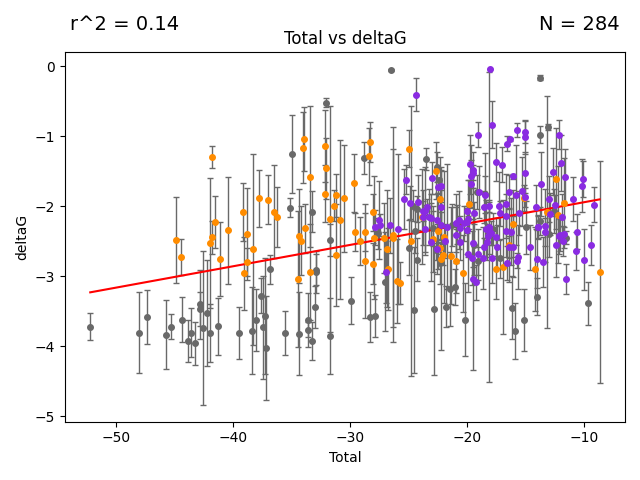 r^2 = 0.14
N = 284
Total vs deltaG
0
−1
−2
−3
−4
−5
deltaG
−50
−40
−30
−20
−10
Total